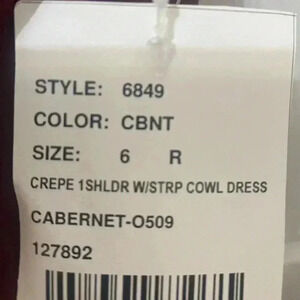 STYLE: 6849
COLOR: CBNT
SIZE: 6 R
CREPE 1SHLDR W/STRP COWL DRESS
CABERNET-O509
127892